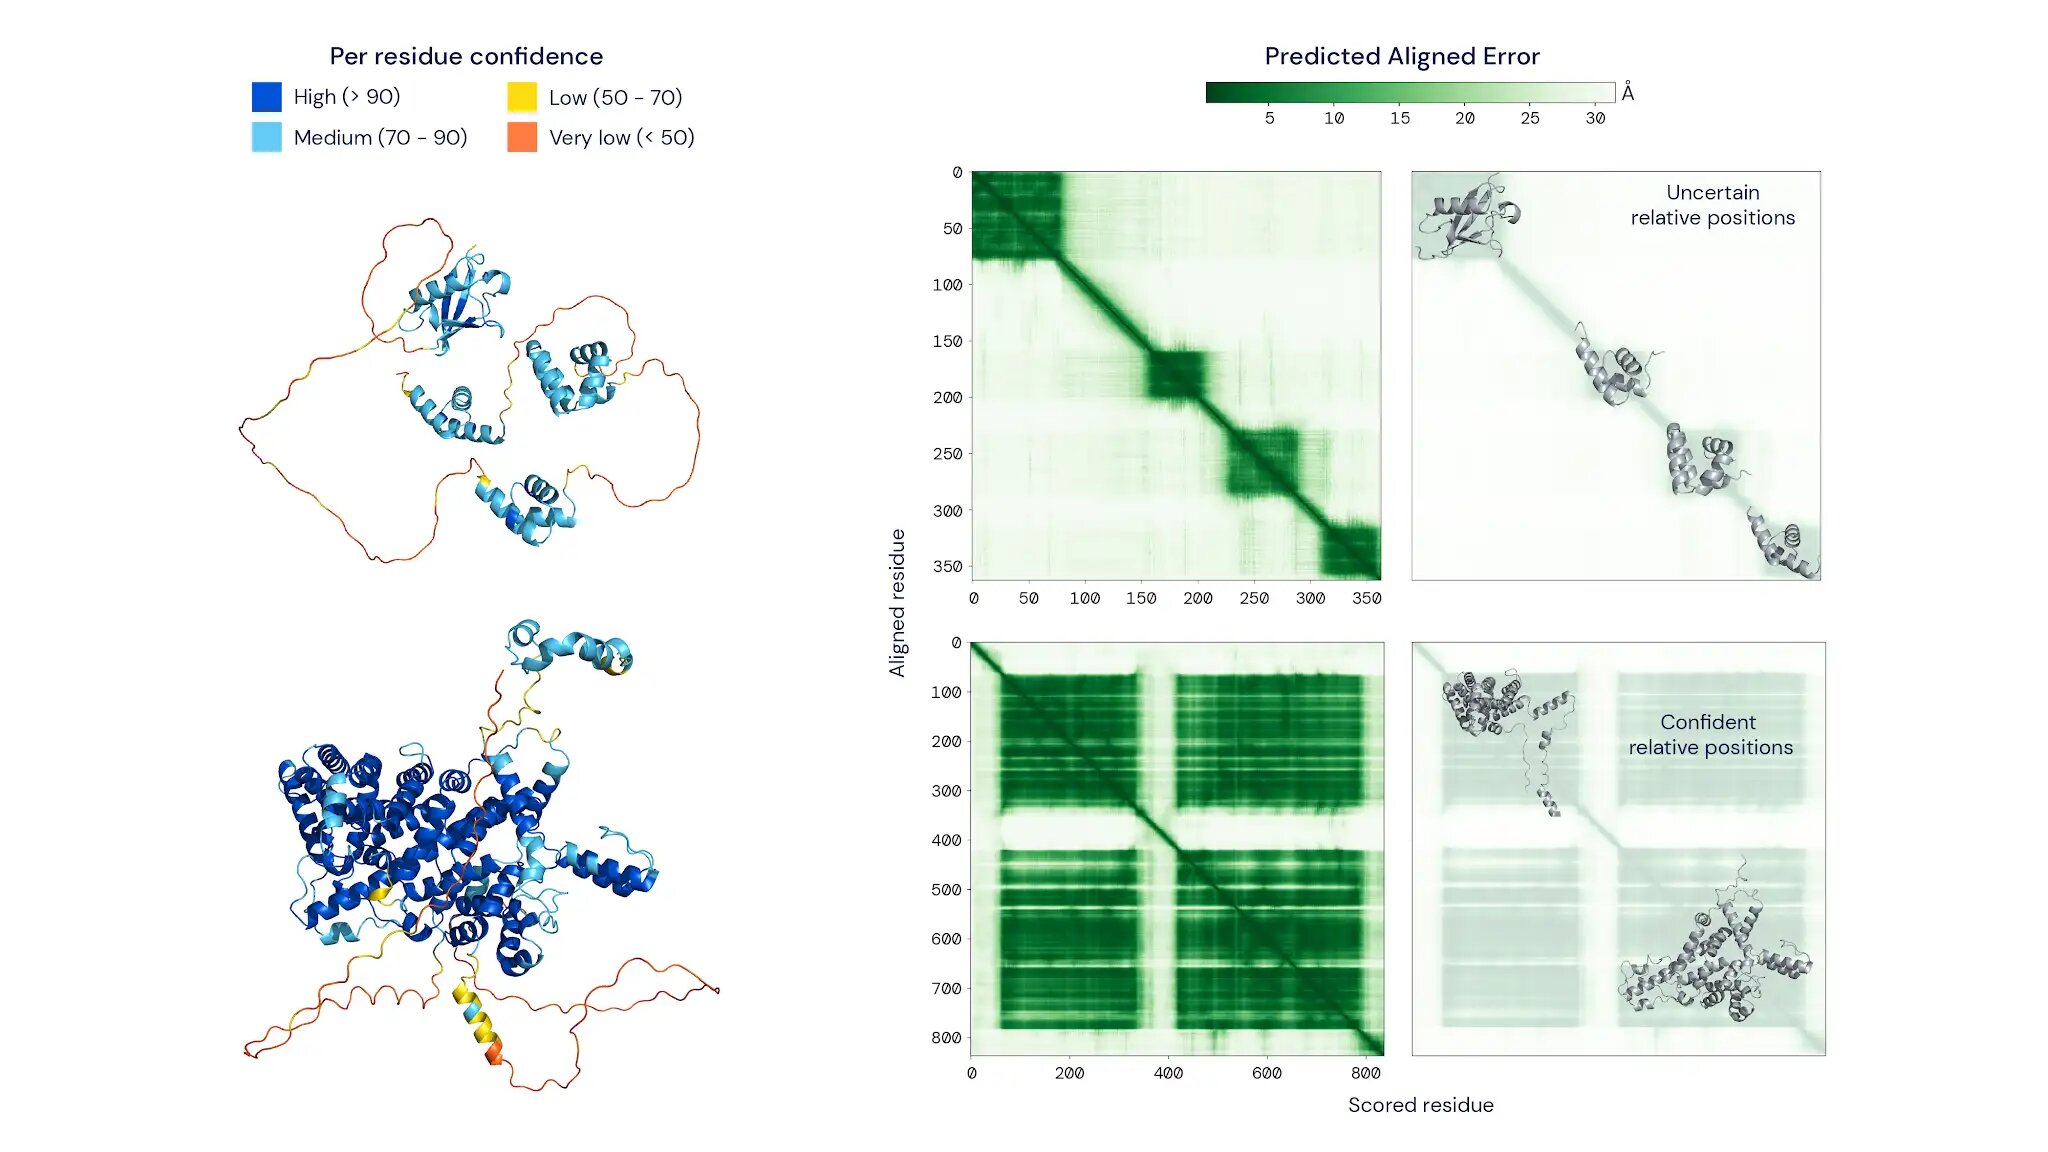 Per residue confidence
High (> 90)
Low (50 - 70)
Medium (70 - 90)
Very low (< 50)
Predicted Aligned Error
Å
5 10 15 20 25 30
0
50
100
150
200
250
300
350
0 50 100 150 200 250 300 350
Uncertain
relative positions
Aligned residue
0
100
200
300
400
500
600
700
800
0 200 400 600 800
Confident
relative positions
Scored residue